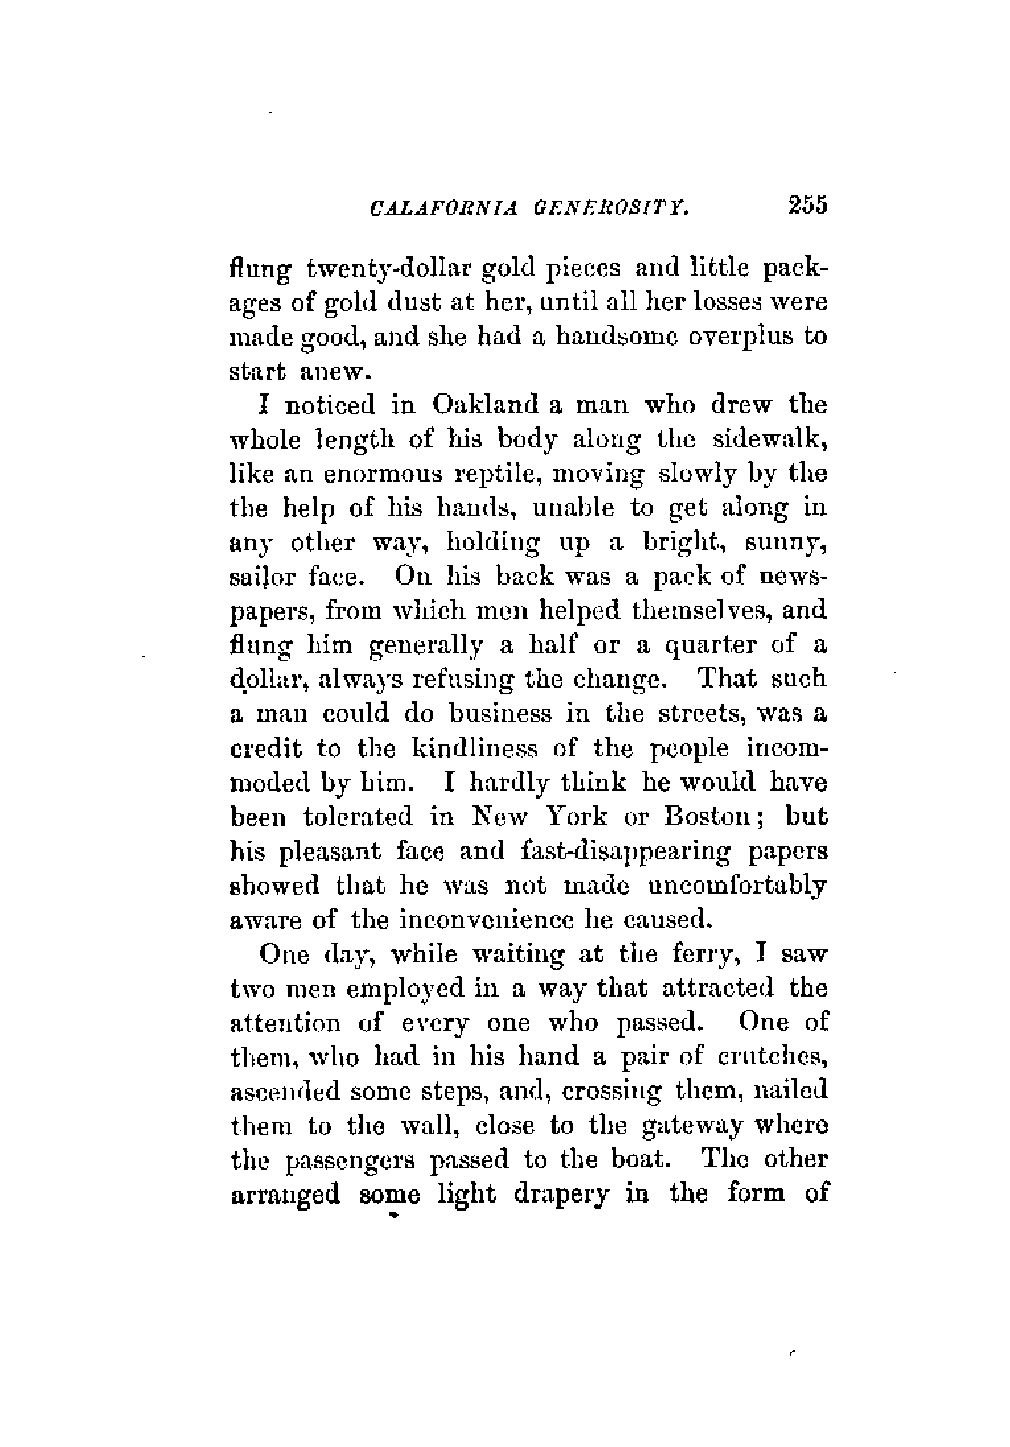 CALAFORNIA GENEROSITY. 255
flung twenty-dollar gold pieces and little pack-
ages of gold dust at her, until all her losses were
made good, and she had a handsome overplus to
start anew.
I noticed in Oakland a man who drew the
whole length of his body along the sidewalk,
like an enormous reptile, moving slowly by the
the help of his hands, unable to get along in
any other way, holding up a bright, sunny,
sailor face. On his back was a pack of news-
papers, from which men helped themselves, and
flung him generally a half or a quarter of a
dollar, always refusing the change. That such
a man could do business in the streets, was a
credit to the kindliness of the people incom-
moded by him. I hardly think he would have
been tolerated in New York or Boston; but
his pleasant face and fast-disappearing papers
showed that he was not made uncomfortably
aware of the inconvenience he caused.
One day, while waiting at the ferry, I saw
two men employed in a way that attracted the
attention of every one who passed. One of
them, who had in his hand a pair of crutches,
ascended some steps, and, crossing them, nailed
them to the wall, close to the gateway where
the passengers passed to the boat. The other
arranged some light drapery in the form of